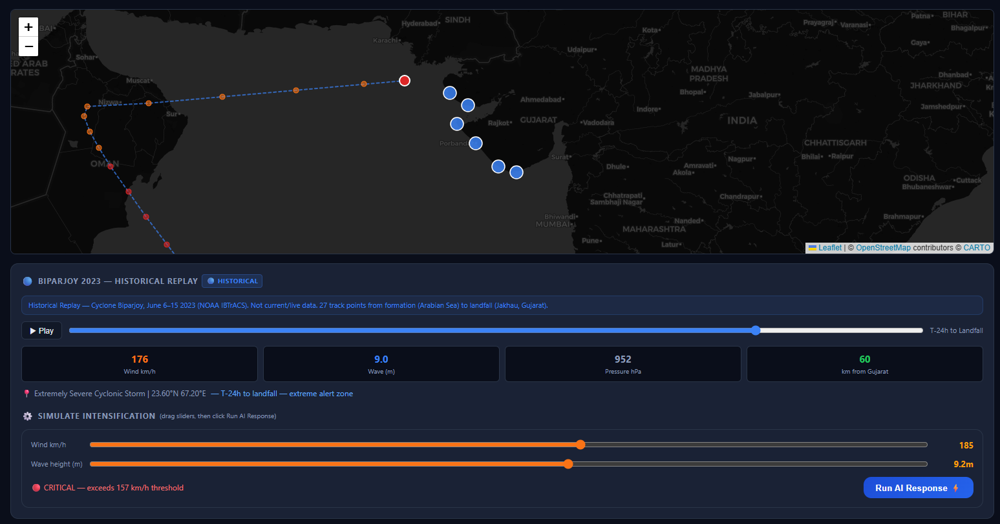 +
−
BAI
Sohar
ED ARAB
RATES
Muscat
Nizwa
Sur
OMAN
Hyderabad
SINDH
Karachi
Udaipur
Kota
Prayagraj
Varanasi
Patna
BIHAR
Bhagalpur
Gaya
MADHYA
PRADESH
Bhopal
Jabalpur
Dhanbad
JHARKHAND
Jamshedpur
Ahmedabad
Rajkot
GUJARAT
Vadodara
Indore
INDIA
CHHATTISGARH
Bhilai
Raipur
Surat
Dhule
Amravati
Akola
Nagpur
ODISHA
Cuttack
Bhubaneshwar
Chhatrapati
Sambhaji Nagar
Chandrapur
Bhiwandi
MUMBAI
Nanded
MAHARASHTRA
Brahmapur
Pune
Latur
Leaflet | © OpenStreetMap contributors © CARTO
BIPARJOY 2023 — HISTORICAL REPLAY HISTORICAL
Historical Replay — Cyclone Biparjoy, June 6–15 2023 (NOAA IBTrACS). Not current/live data. 27 track points from formation (Arabian Sea) to landfall (Jakhau, Gujarat).
▶ Play T-24h to Landfall
176 9.0 952 60
Wind km/h Wave (m) Pressure hPa km from Gujarat
Extremely Severe Cyclonic Storm | 23.60°N 67.20°E — T-24h to landfall — extreme alert zone
SIMULATE INTENSIFICATION (drag sliders, then click Run AI Response)
Wind km/h 185
Wave height (m) 9.2m
CRITICAL — exceeds 157 km/h threshold
Run AI Response